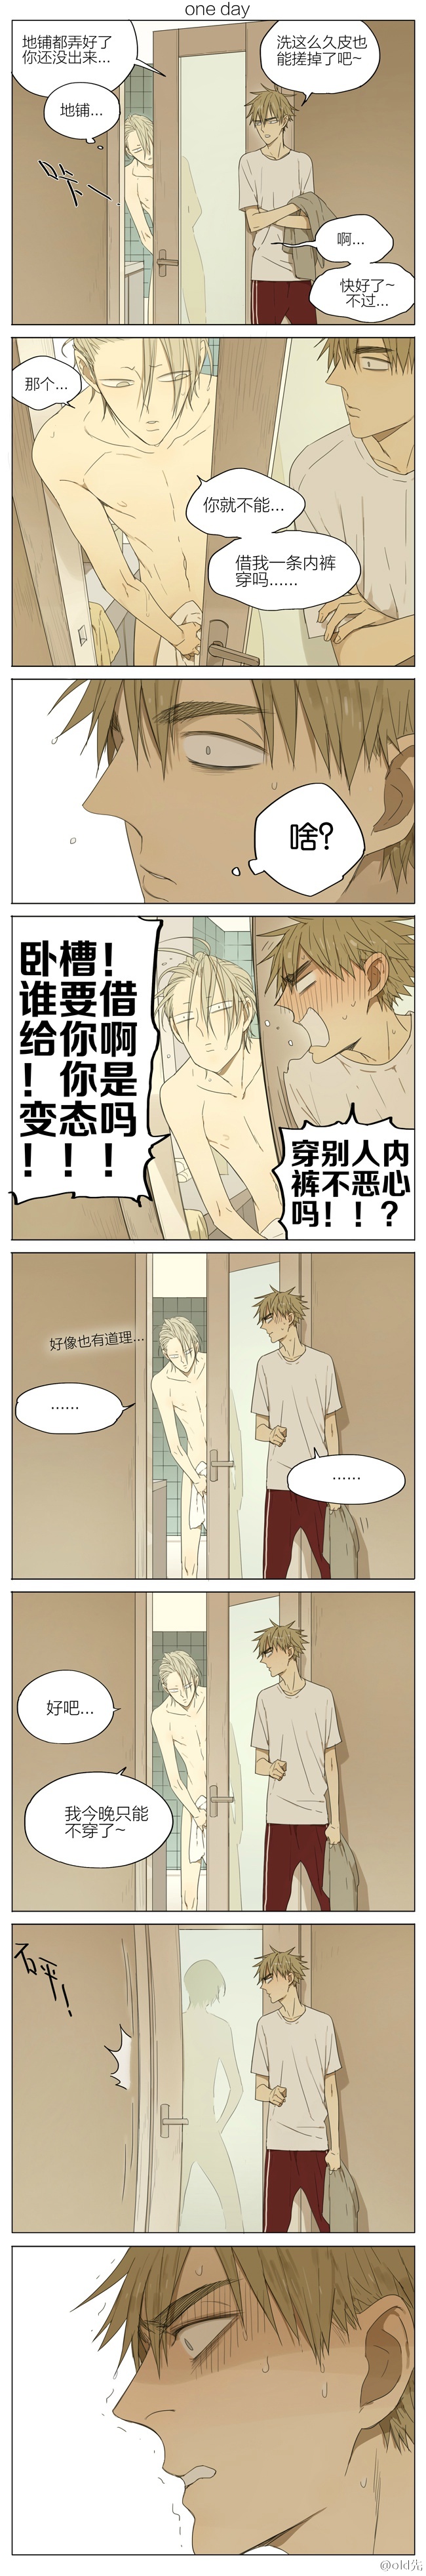 one day
洗这么久皮也
能搓掉了吧~
地铺都弄好了
你还没出来...
地铺...
咔
啊...
快好了~
不过...
那个...
你就不能...
借我一条内裤
穿吗......
啥?
卧槽!
谁要借
给你啊
!你是
变态吗
!!!
穿别人内
裤不恶心
吗!!?
好像也有道理...
......
......
好吧...
我今晚只能
不穿了~
砰!
@old先